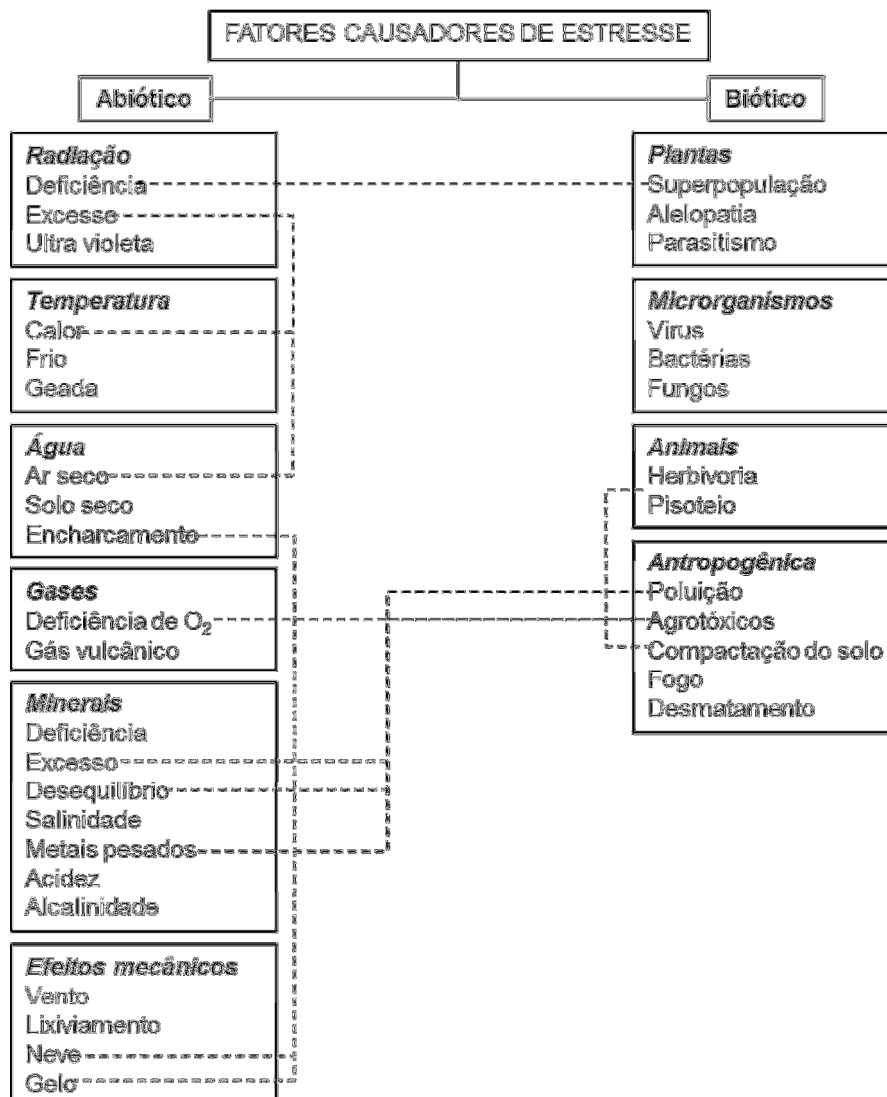 FATORES CAUSADORES DE ESTRESSE
Abiótico
Biótico
Radiação
Deficiência
Excesso
Ultra violeta
Temperatura
Calor
Frio
Geada
Água
Ar seco
Solo seco
Encharcamento
Gases
Deficiência de O2
Gás vulcânico
Minerais
Deficiência
Excesso
Desequilíbrio
Salinidade
Metais pesados
Acidez
Alcalinidade
Efeitos mecânicos
Vento
Lixiviamento
Neve
Gelo
Plantas
Superpopulação
Alelopatia
Parasitismo
Microrganismos
Vírus
Bactérias
Fungos
Animais
Herbivoria
Pisoteio
Antropogênica
Poluição
Agrotóxicos
Compactação do solo
Fogo
Desmatamento